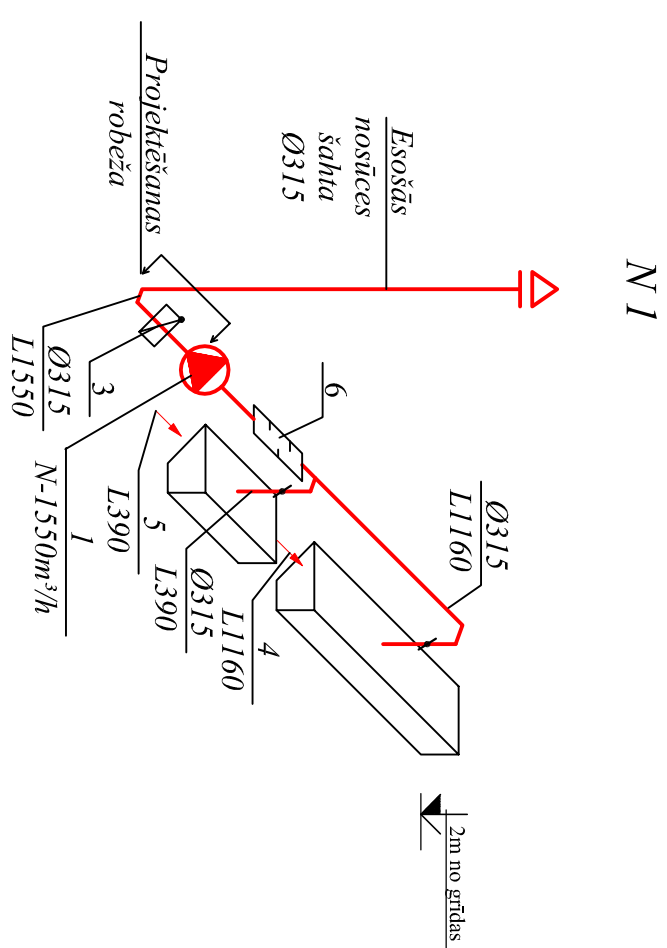 N 1
Esošās
nosūces
šahta
Ø315
Projektēšanas
robeža
6
Ø315
L1160
3
Ø315
L1550
5
L390
1
N-1550m³/h
Ø315
L390
4
L1160
2m no grīdas